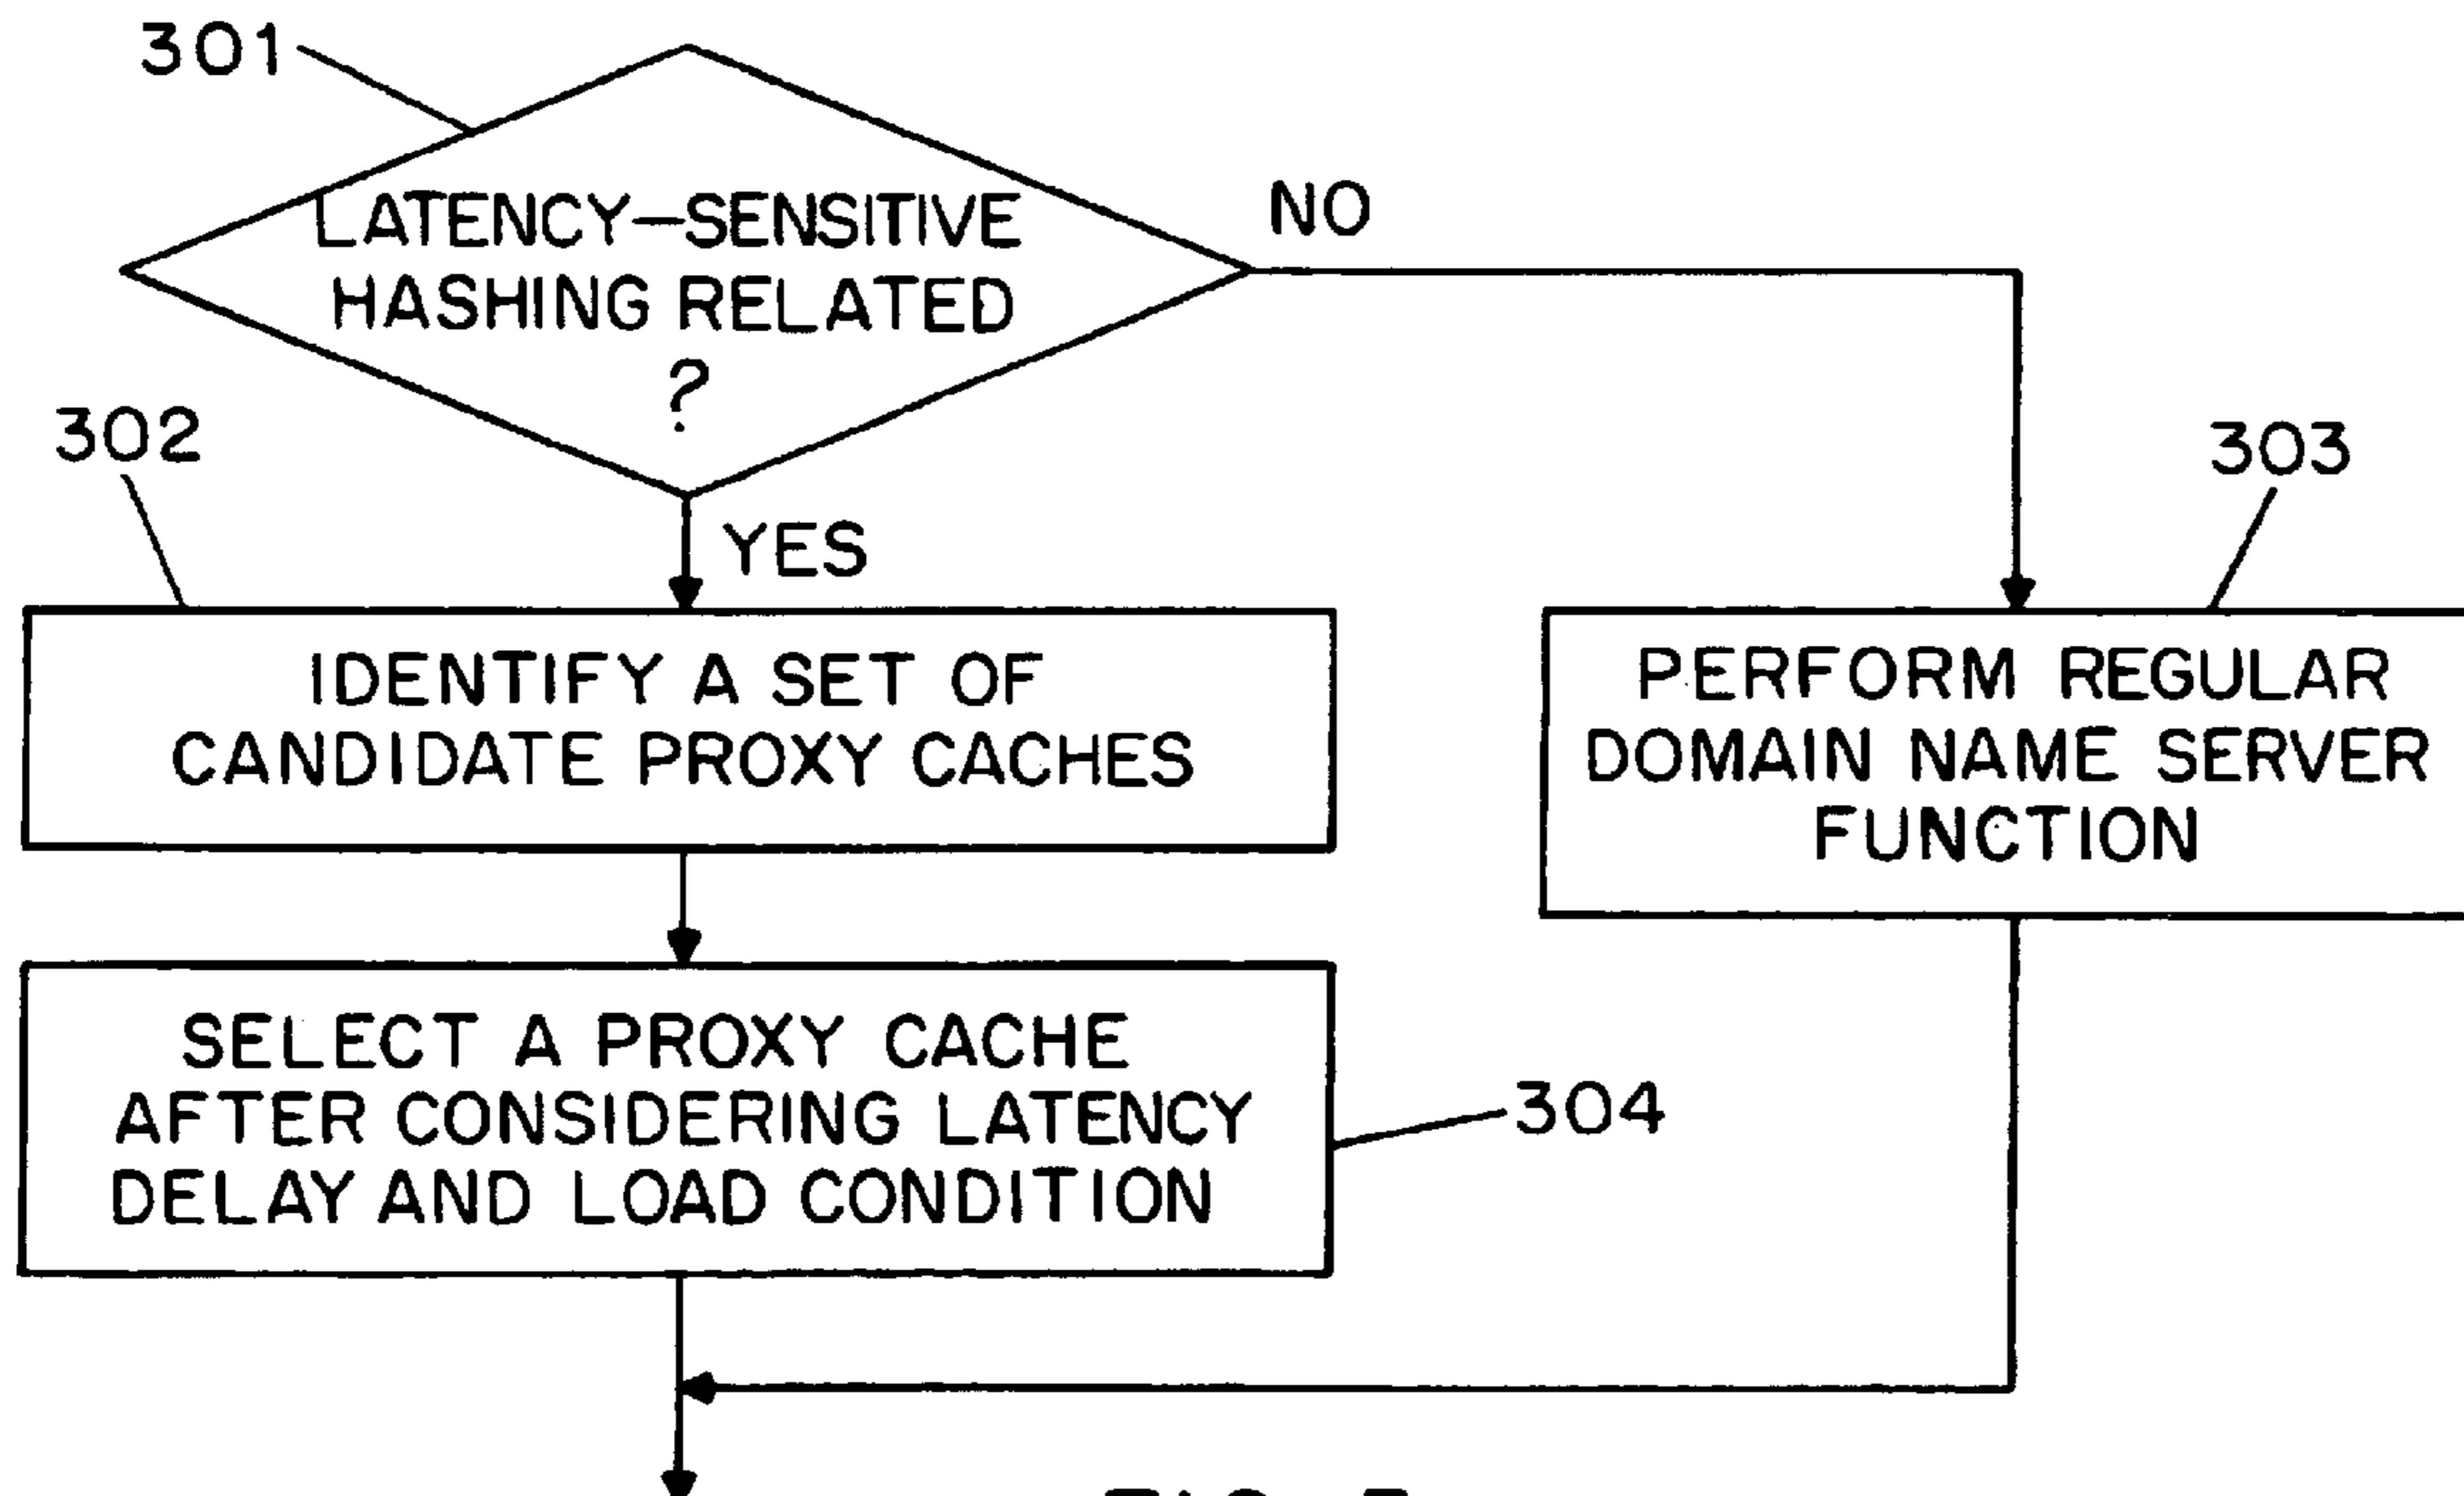 301
LATENCY—SENSITIVE
HASHING RELATED
?
NO
YES
302
303
IDENTIFY A SET OF
CANDIDATE PROXY CACHES
PERFORM REGULAR
DOMAIN NAME SERVER
FUNCTION
SELECT A PROXY CACHE
AFTER CONSIDERING LATENCY
DELAY AND LOAD CONDITION
304